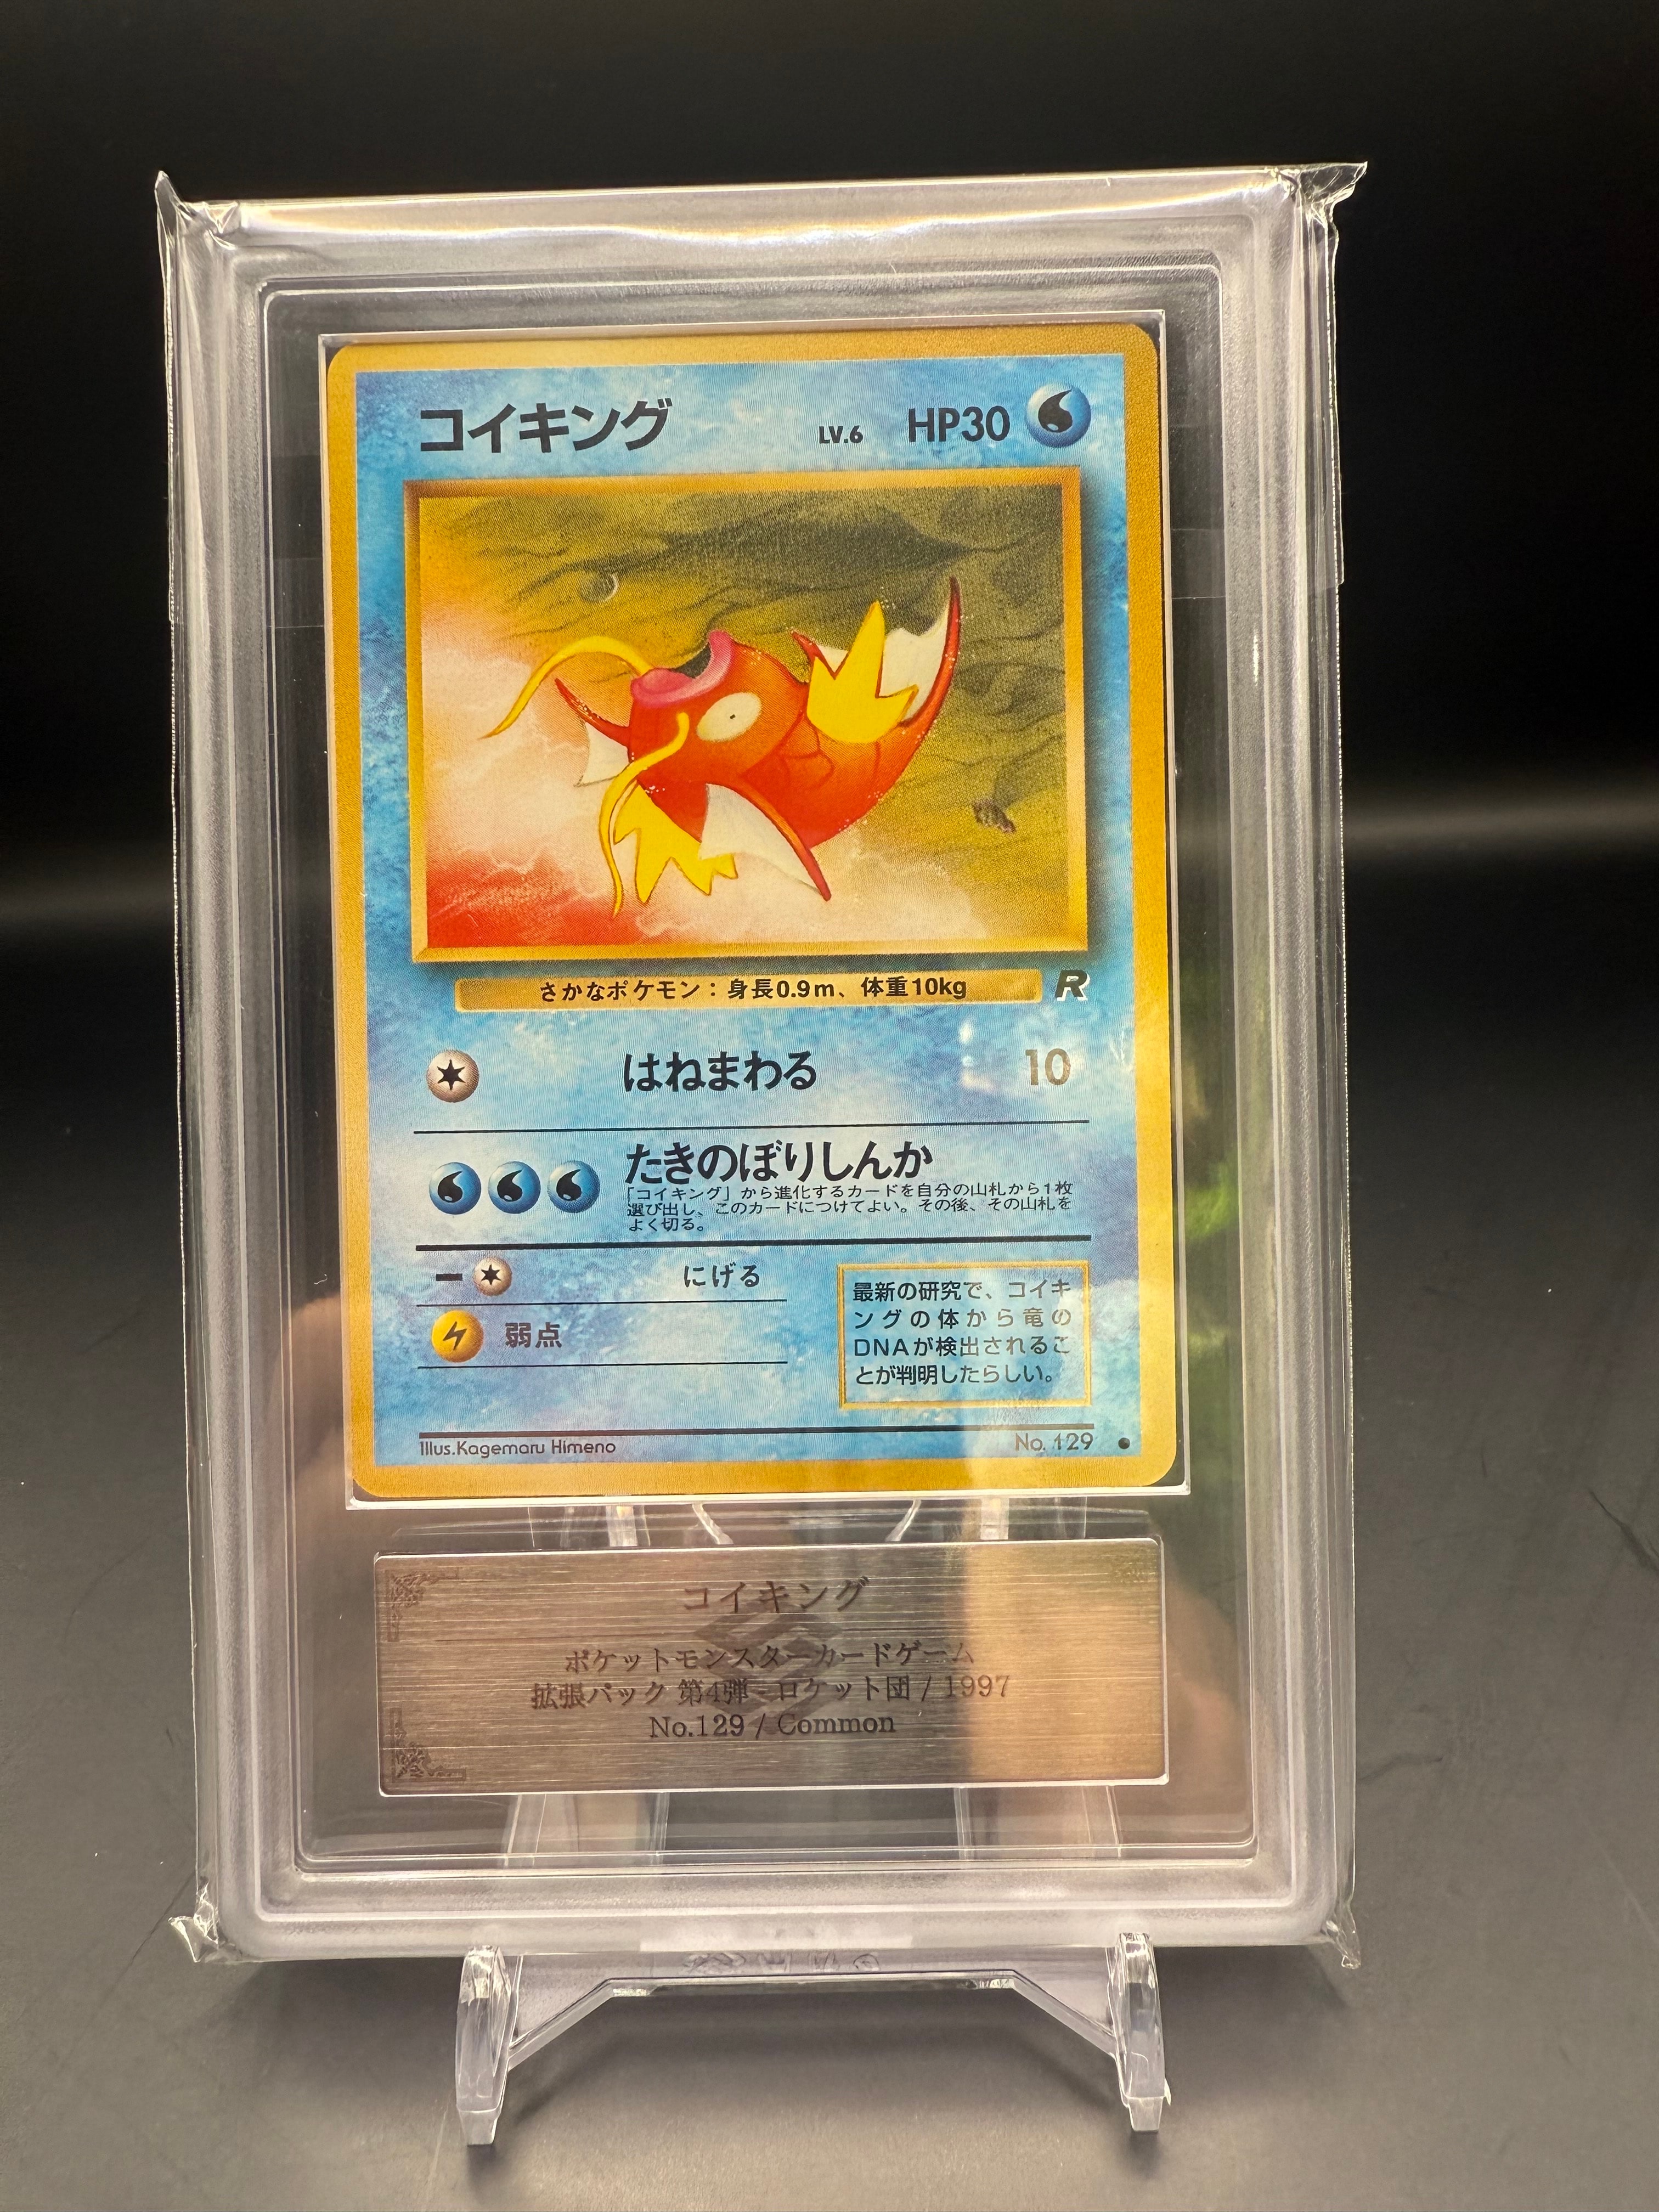 コイキング LV.6 HP30
さかなポケモン：身長0.9m、体重10kg R
はねまわる 10
たきのぼりしんか
「コイキング」から進化するカードを自分の山札から1枚
選び出し、このカードにつけてよい。その後、その山札を
よく切る。
にげる
弱点
最新の研究で、コイキ
ングの体から竜の
DNAが検出されるこ
とが判明したらしい。
Illus.Kagemaru Himeno No. 129
コイキング
ポケットモンスターカードゲーム
拡張パック 第4弾 - ロケット団 / 1997
No.129 / Common